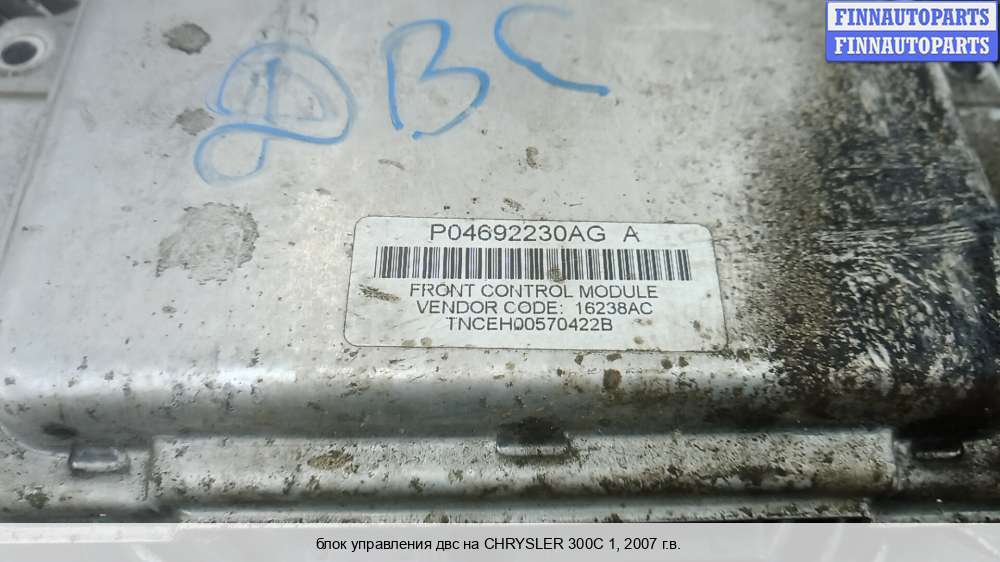 FINNAUTOPARTS
FINNAUTOPARTS
ДВС
P04692230AG A
FRONT CONTROL MODULE
VENDOR CODE: 16238AC
TNCEH00570422B
блок управления двс на CHRYSLER 300C 1, 2007 г.в.